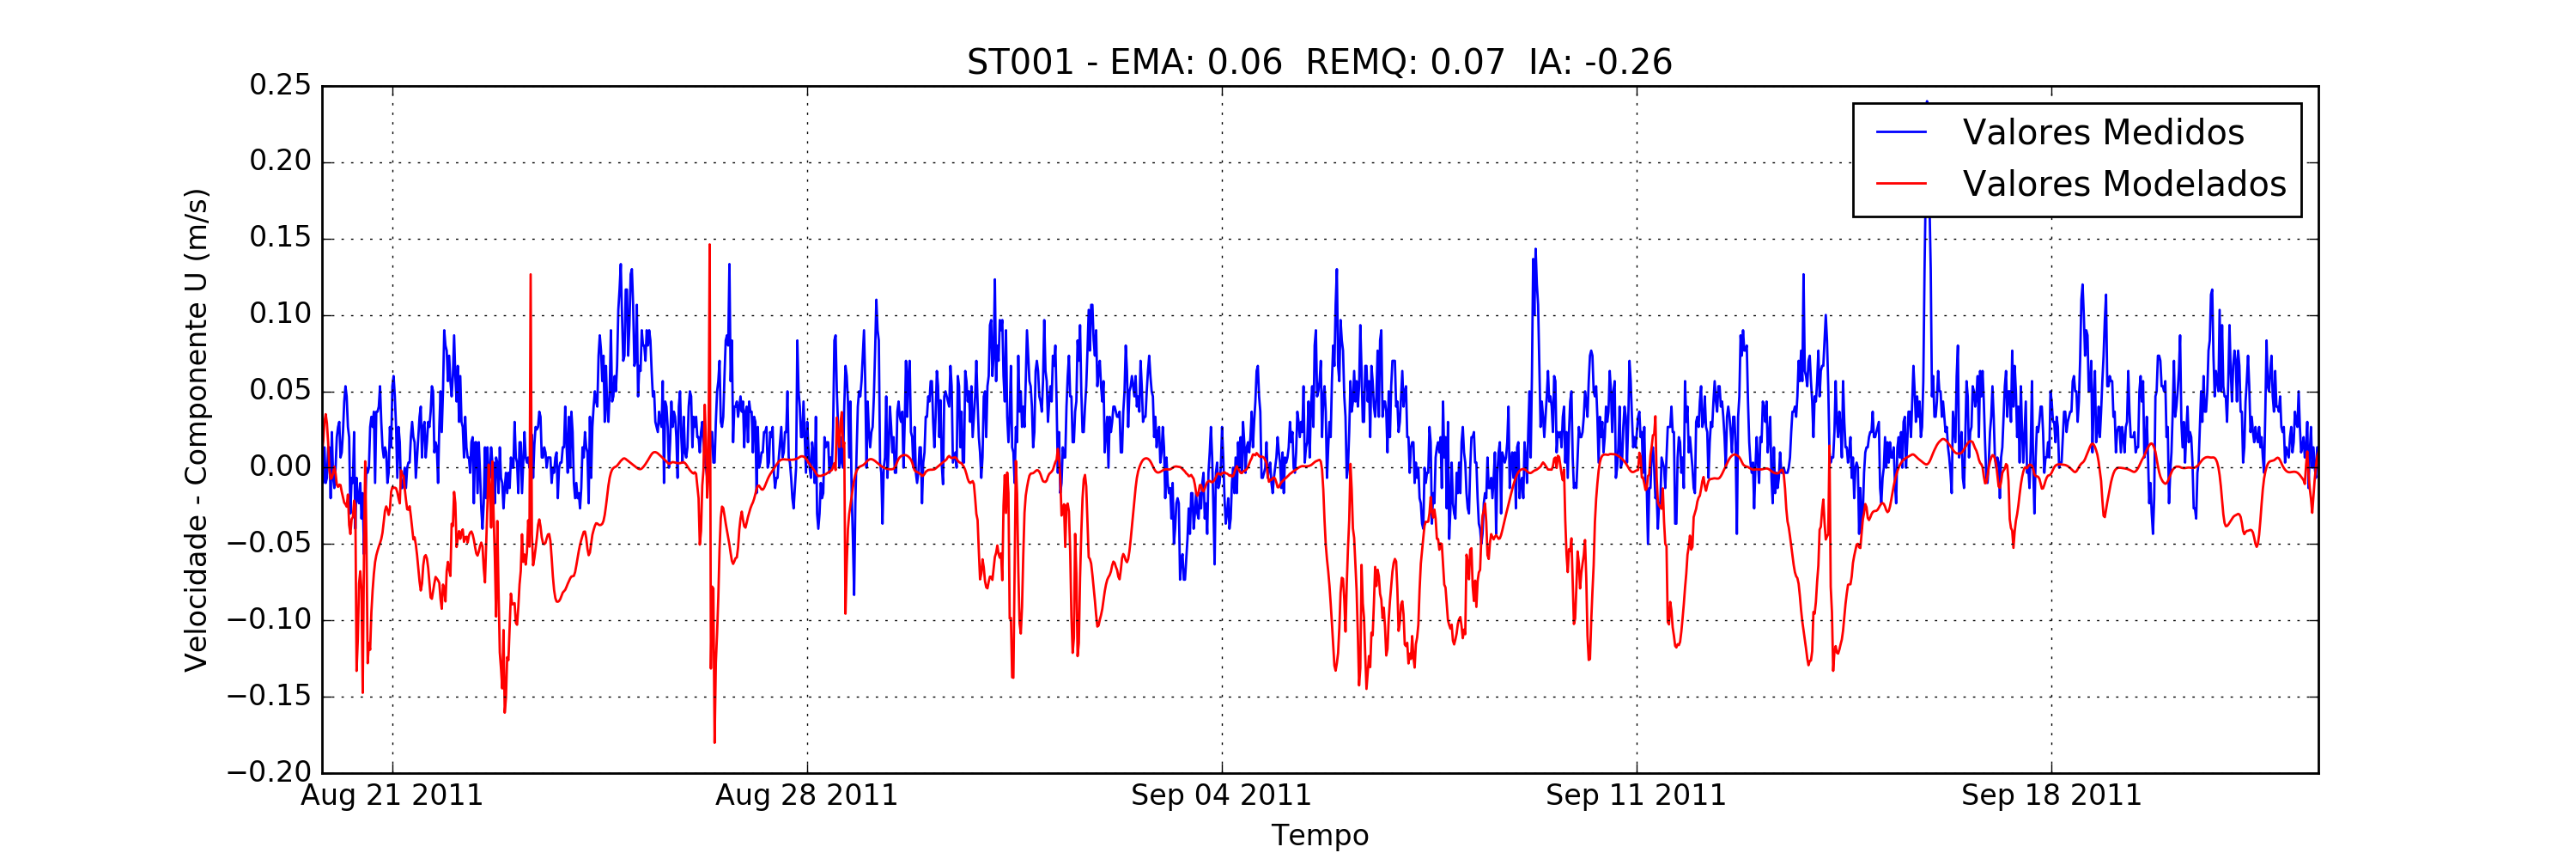 ST001 - EMA: 0.06  REMQ: 0.07  IA: -0.26
0.25
0.20
0.15
0.10
0.05
0.00
−0.05
−0.10
−0.15
−0.20
Velocidade - Componente U (m/s)
Valores Medidos
Valores Modelados
Aug 21 2011
Aug 28 2011
Sep 04 2011
Sep 11 2011
Sep 18 2011
Tempo